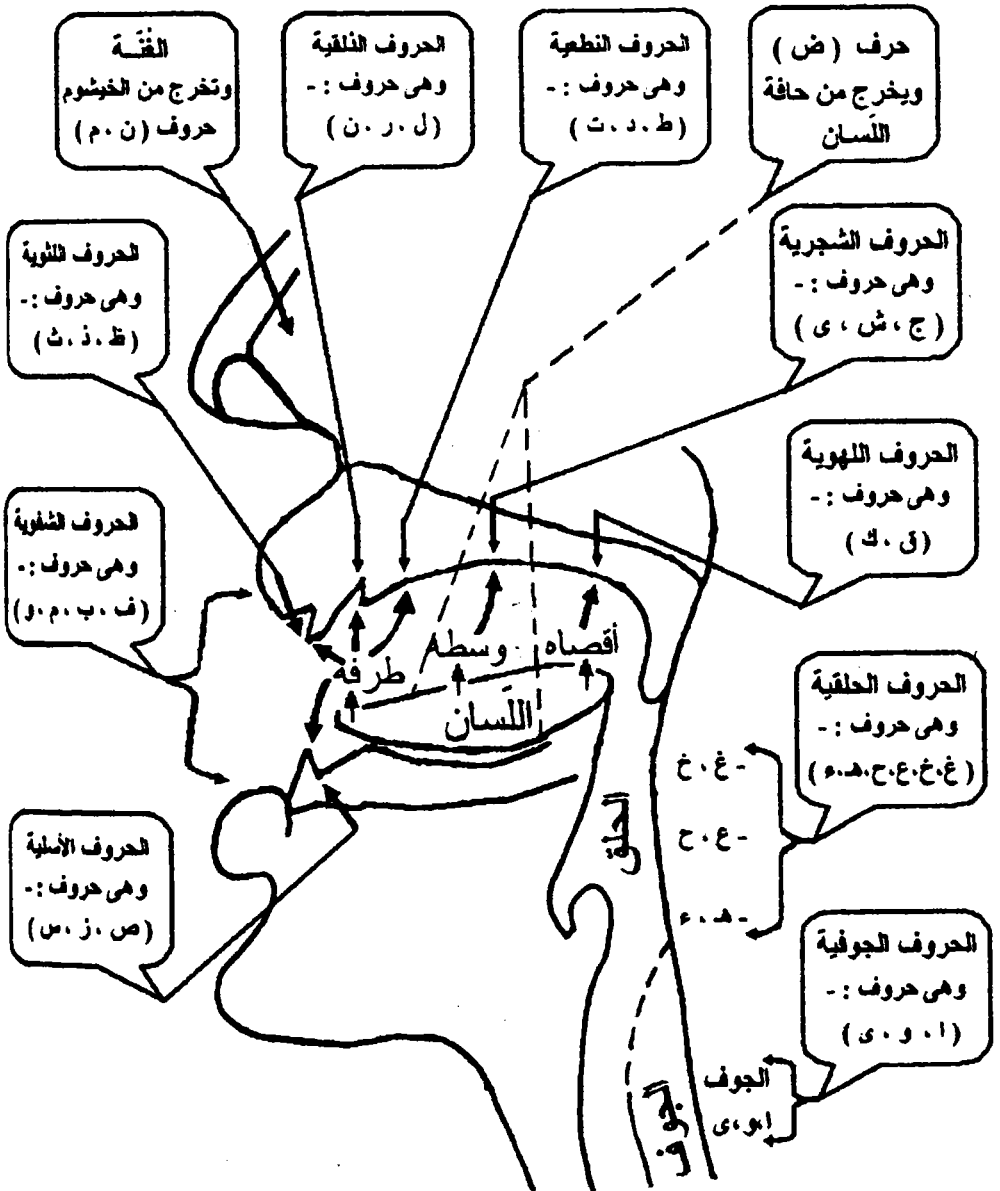 حرف ( ض )
ويخرج من حافة
اللّسان
الحروف النطعية
وهى حروف : -
( ط ، د ، ت )
الحروف الذلقية
وهى حروف : -
( ل ، ر ، ن )
الغُنَّـة
وتخرج من الخيشوم
حروف ( ن ، م )
الحروف الشجرية
وهى حروف : -
( ج ، ش ، ى )
الحروف اللثوية
وهى حروف : -
( ظ ، ذ ، ث )
الحروف اللهوية
وهى حروف : -
( ق ، ك )
الحروف الشفوية
وهى حروف : -
( ف ، ب ، م ، و )
أقصاه
وسطه
طرفه
اللّسان
الحروف الحلقية
وهى حروف : -
( غ ، خ ، ع ، ح ، هـ ، ء )
- غ ، خ
- ع ، ح
- هـ ، ء
الحلق
الحروف الأسلية
وهى حروف : -
( ص ، ز ، س )
الحروف الجوفية
وهى حروف : -
( ا ، و ، ى )
الجوف
ا ، و ، ى
الجوف